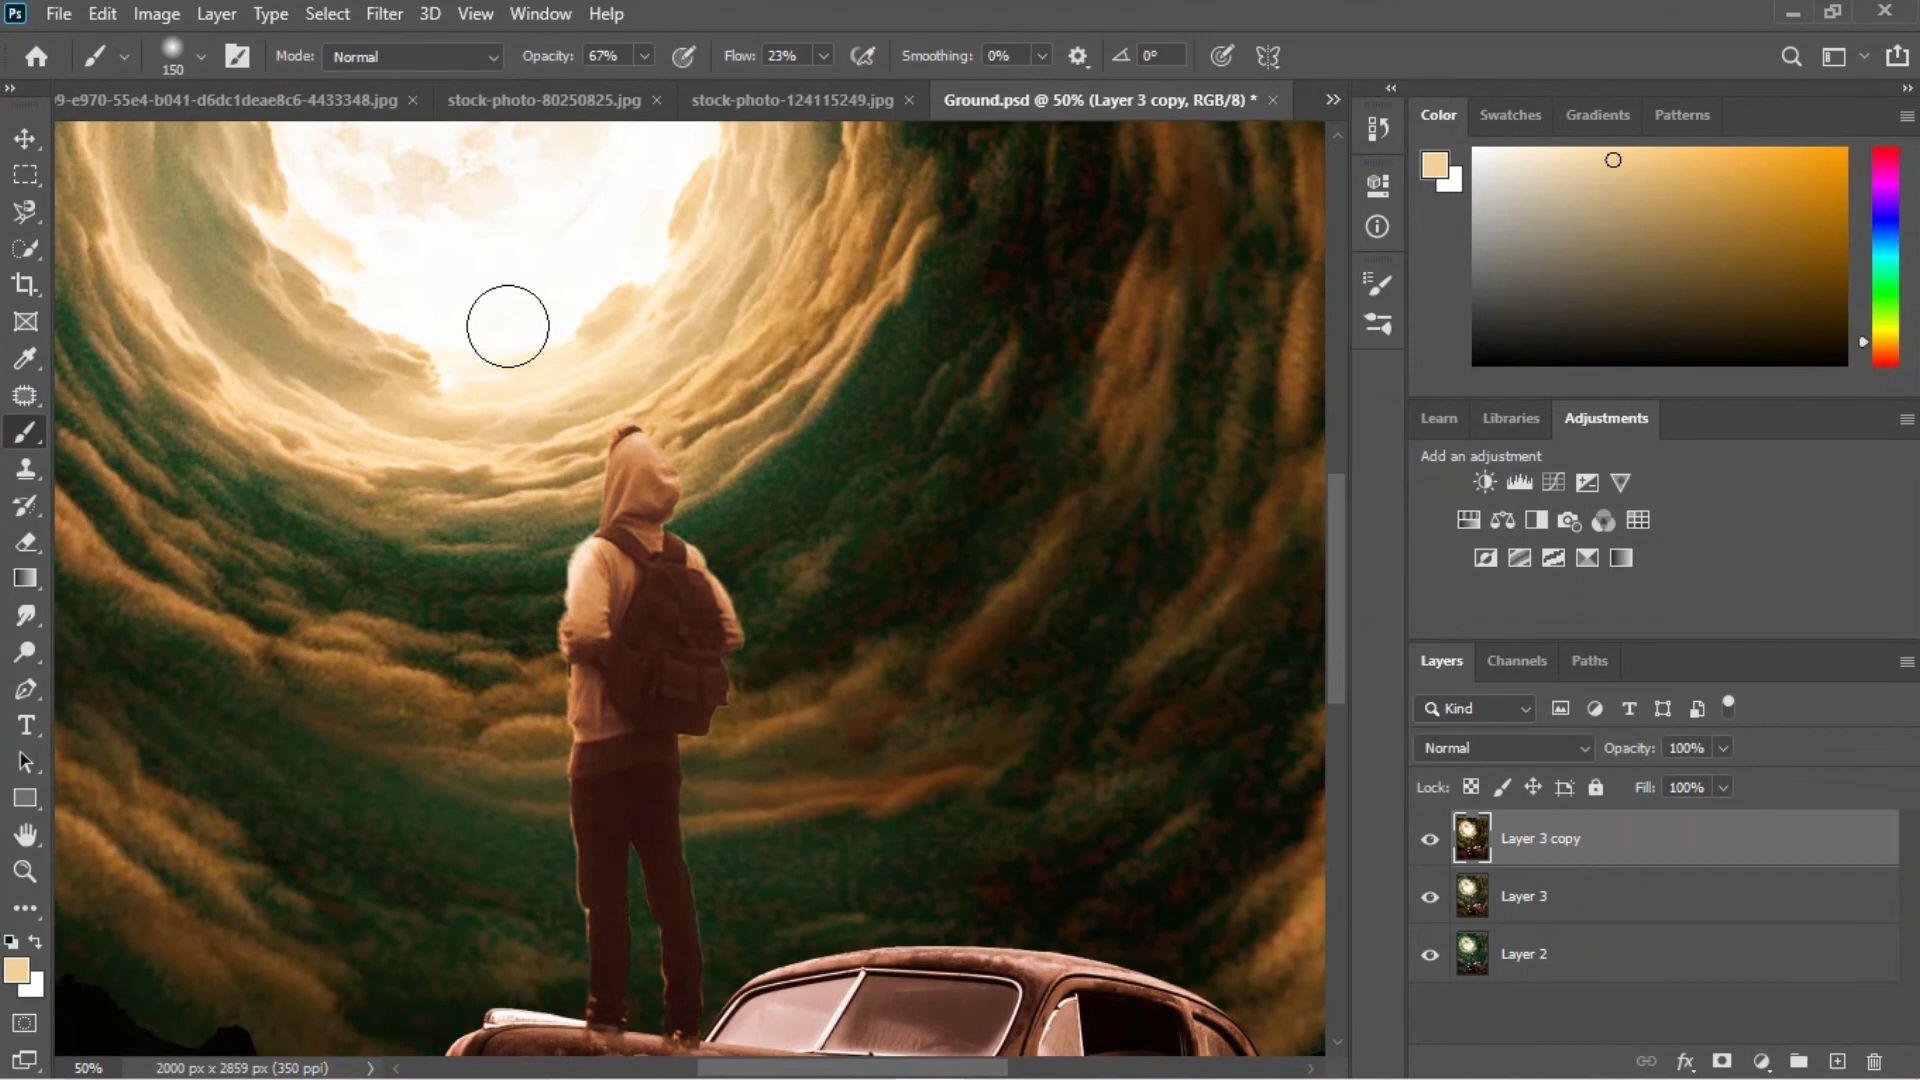 Ps File Edit Image Layer Type Select Filter 3D View Window Help
150 Mode: Normal Opacity: 67% Flow: 23% Smoothing: 0% 0°
09-e970-55e4-b041-d6dc1deae8c6-4433348.jpg stock-photo-80250825.jpg stock-photo-124115249.jpg Ground.psd @ 50% (Layer 3 copy, RGB/8) *
Color Swatches Gradients Patterns
Learn Libraries Adjustments
Add an adjustment
Layers Channels Paths
Kind
Normal Opacity: 100%
Lock: Fill: 100%
Layer 3 copy
Layer 3
Layer 2
50% 2000 px x 2859 px (350 ppi)